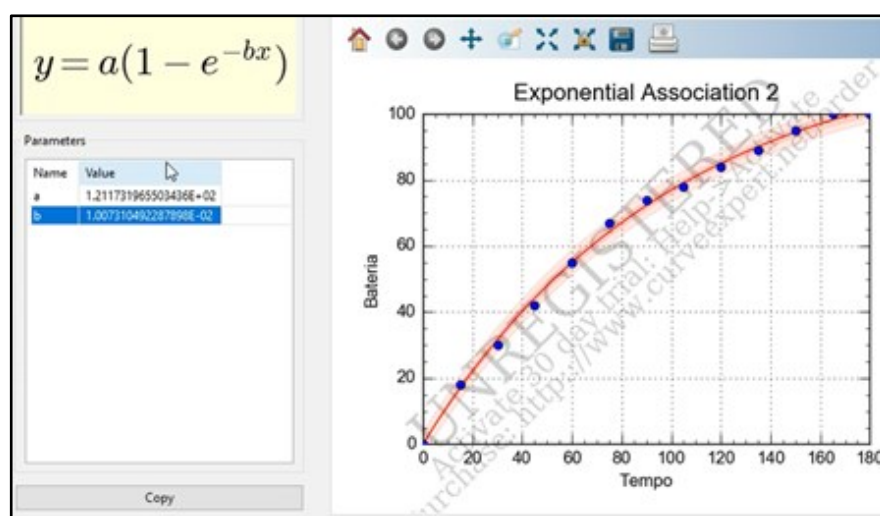 y = a(1 − e^{−bx})
Parameters
Name Value
a 1.211731965503436E+02
b 1.007310492287898E-02
Copy
Exponential Association 2
100
80
60
40
20
0
Bateria
0 20 40 60 80 100 120 140 160 180
Tempo
UNREGISTERED
Activate 30 day trial: Help->Activate
Purchase: http://www.curveexpert.net/order